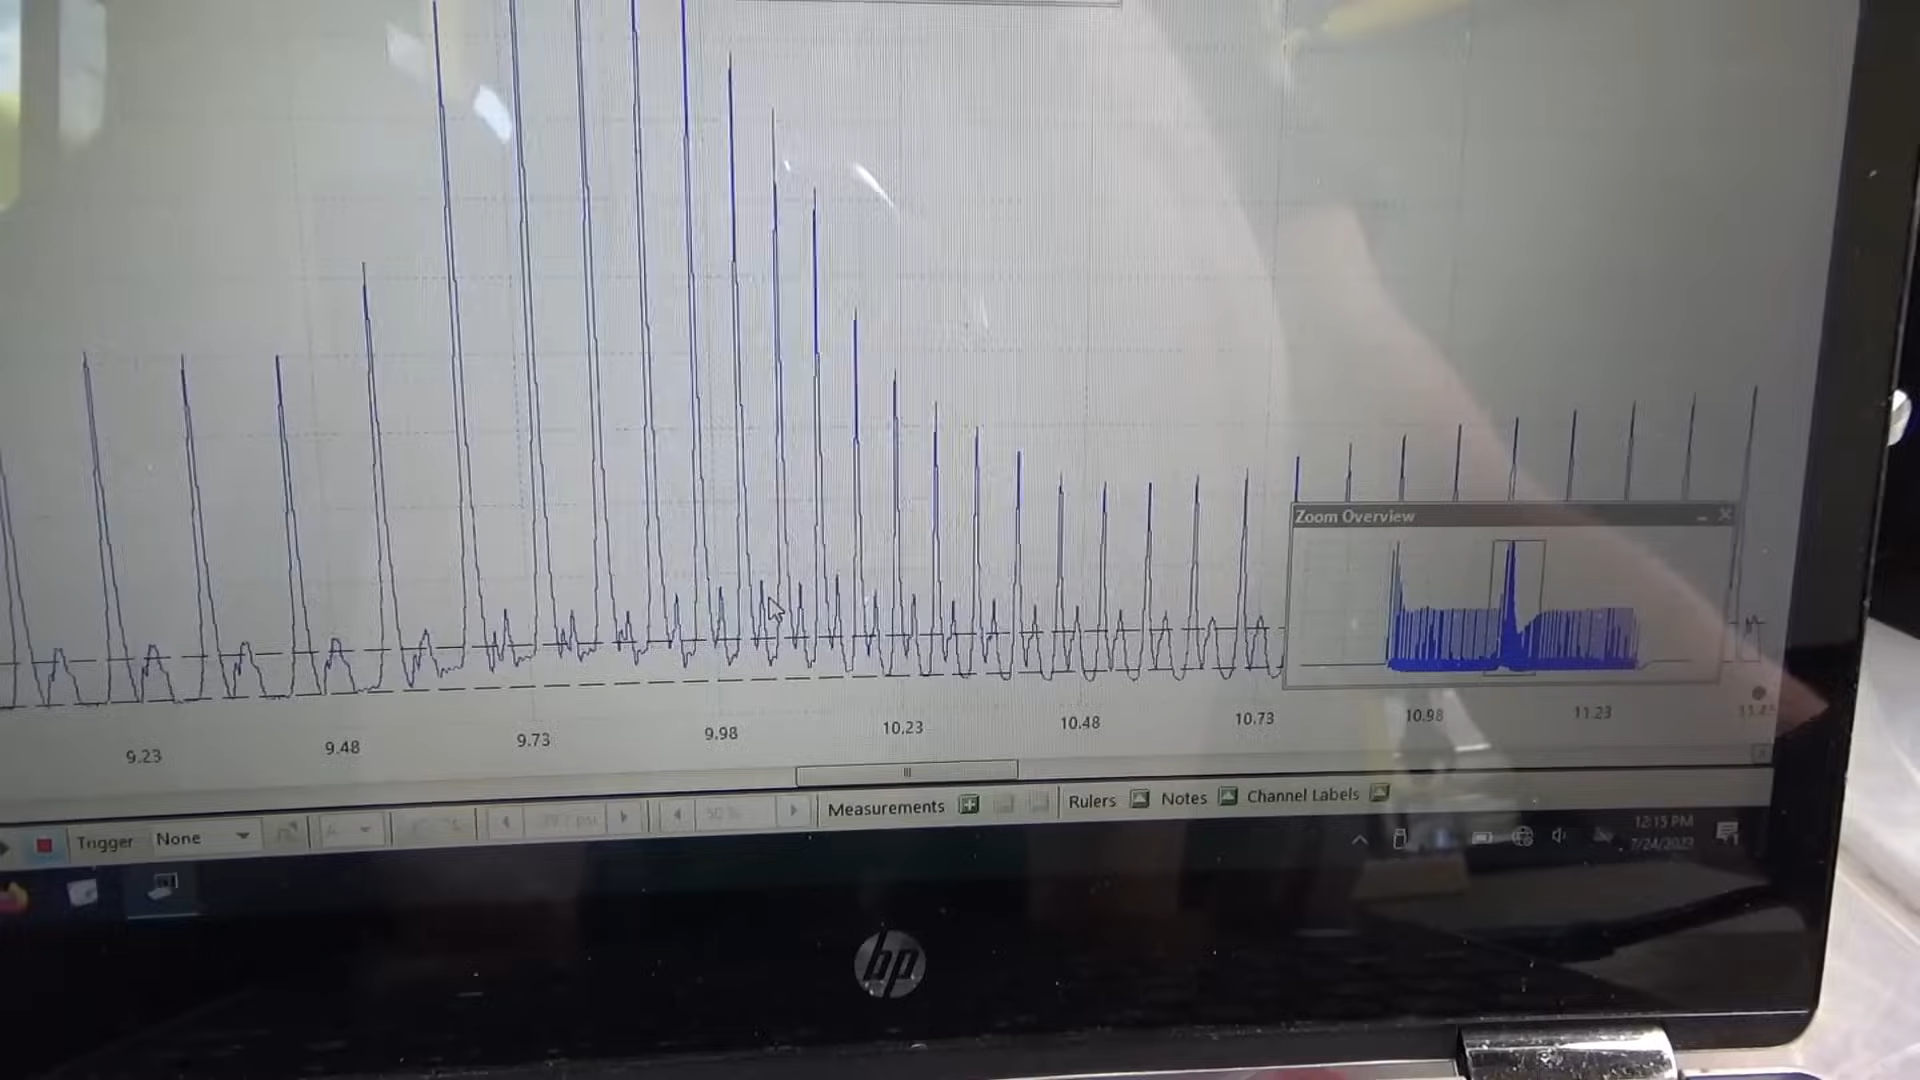 Zoom Overview
9.23 9.48 9.73 9.98 10.23 10.48 10.73 10.98 11.23
Trigger None Measurements Rulers Notes Channel Labels
50 %
12:15 PM
hp